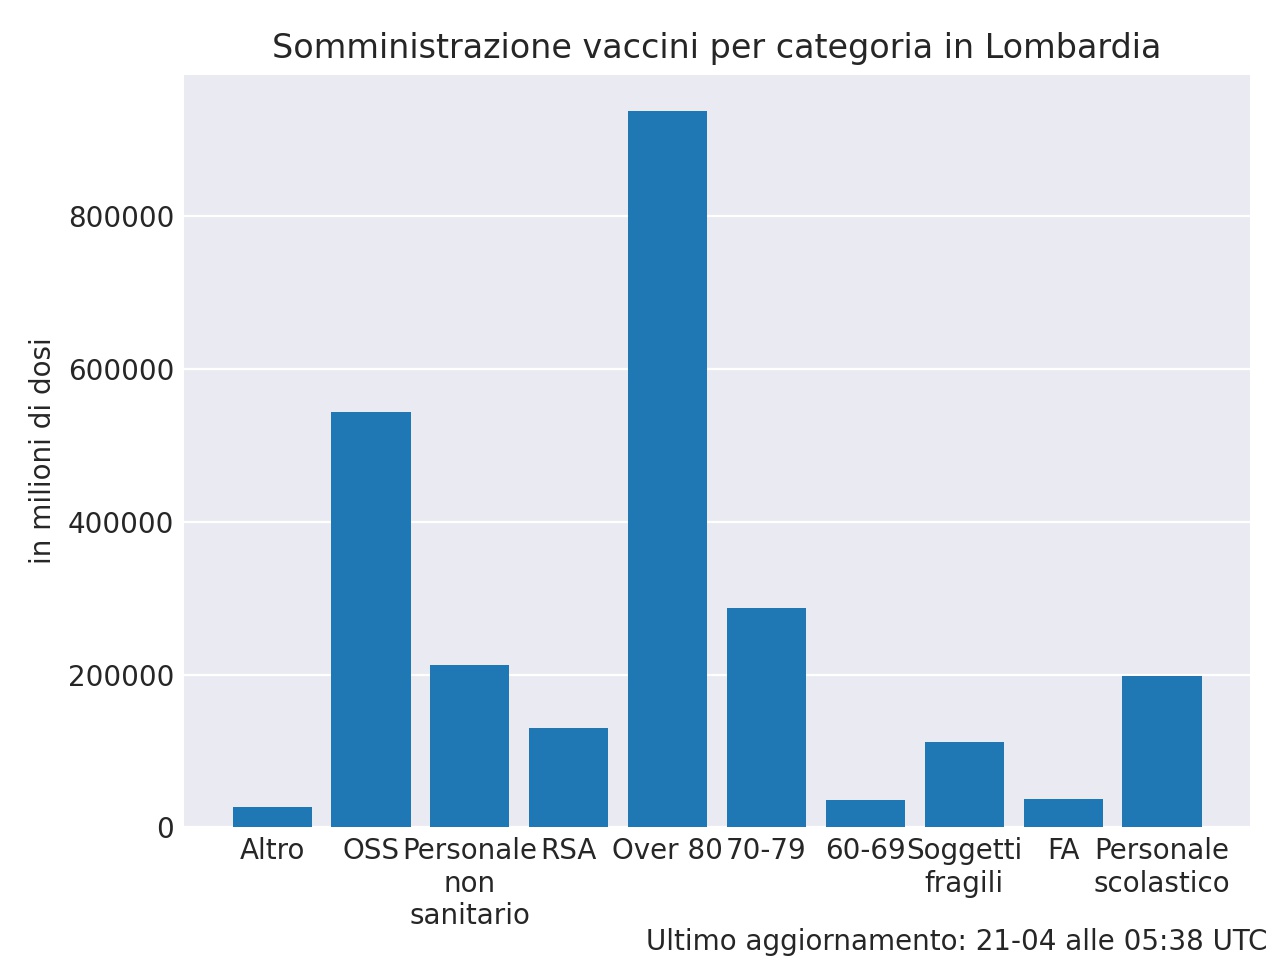 Somministrazione vaccini per categoria in Lombardia
in milioni di dosi
800000
600000
400000
200000
0
Altro
OSS
Personale
non
sanitario
RSA
Over 80
70-79
60-69
Soggetti
fragili
FA
Personale
scolastico
Ultimo aggiornamento: 21-04 alle 05:38 UTC